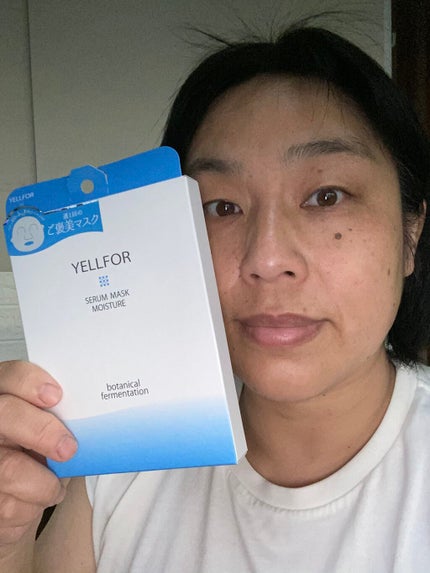 YELLFOR
週1回の
ご褒美マスク
YELLFOR
SERUM MASK
MOISTURE
botanical
fermentation